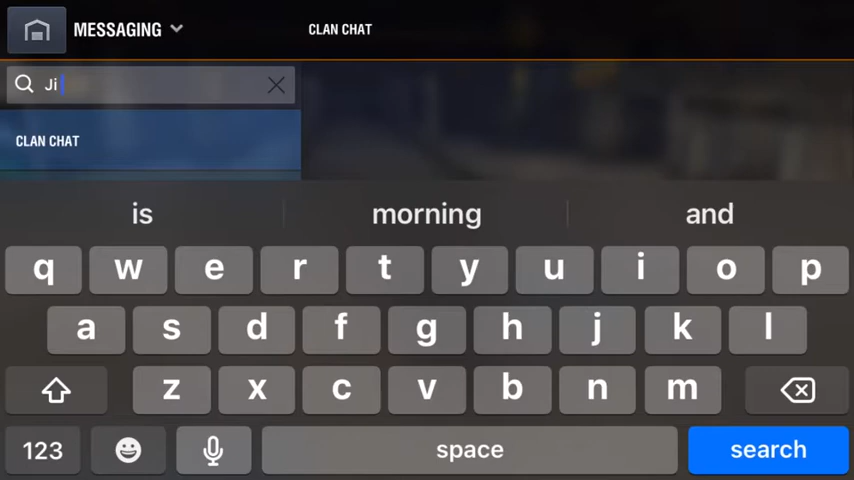 MESSAGING
CLAN CHAT
Ji
CLAN CHAT
is morning and
q w e r t y u i o p
a s d f g h j k l
z x c v b n m
123 space search